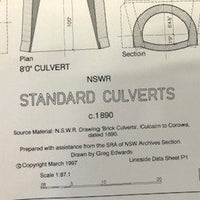 Plan
8'0" CULVERT
Section
NSWR
STANDARD CULVERTS
c.1890
Source Material: N.S.W.R. Drawing 'Brick Culverts', Culcairn to Corowa,
dated 1890.
Prepared with assistance from the SRA of NSW Archives Section.
Drawn by Greg Edwards
© Copyright March 1997
Lineside Data Sheet P1
Scale 1:87.1